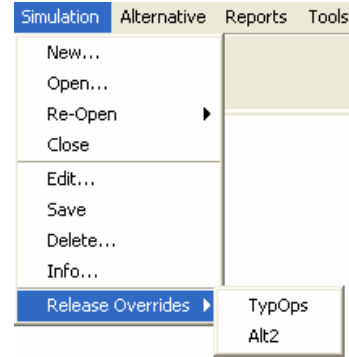 Simulation Alternative Reports Tools
New...
Open...
Re-Open
Close
Edit...
Save
Delete...
Info...
Release Overrides
TypOps
Alt2